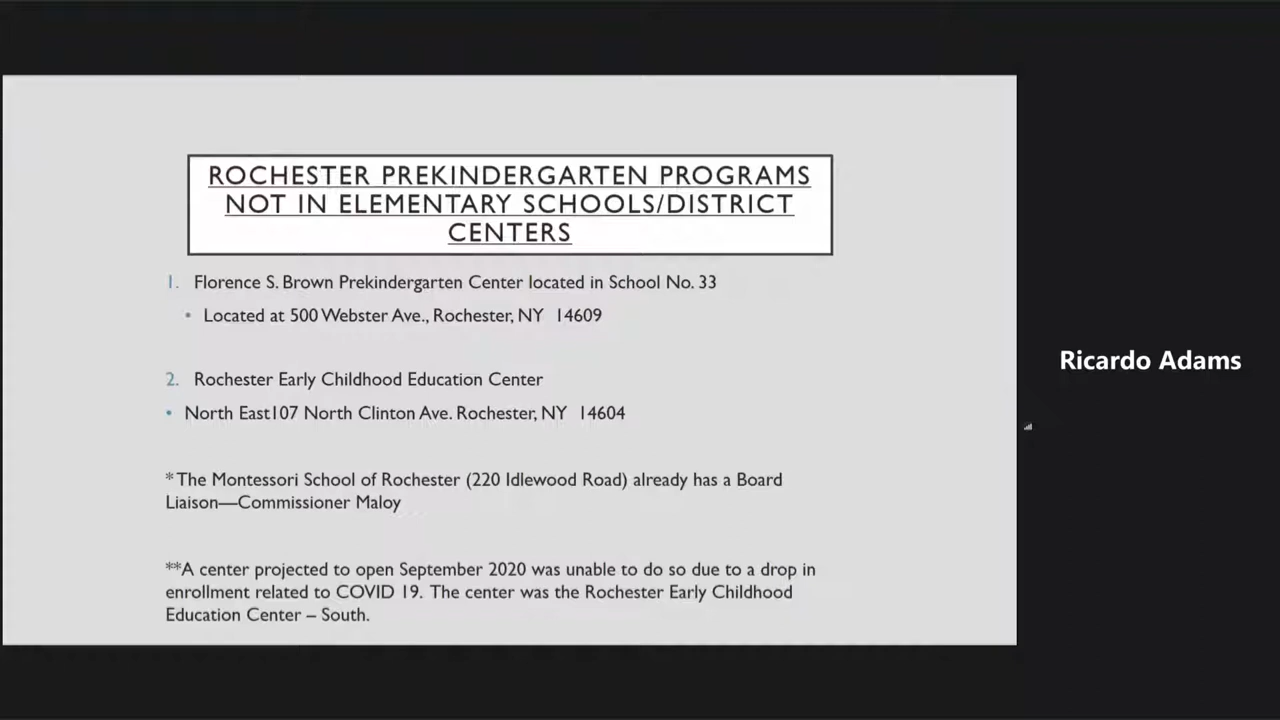 ROCHESTER PREKINDERGARTEN PROGRAMS
NOT IN ELEMENTARY SCHOOLS/DISTRICT
CENTERS
1. Florence S. Brown Prekindergarten Center located in School No. 33
• Located at 500 Webster Ave., Rochester, NY 14609
2. Rochester Early Childhood Education Center
• North East107 North Clinton Ave. Rochester, NY 14604
* The Montessori School of Rochester (220 Idlewood Road) already has a Board
Liaison—Commissioner Maloy
**A center projected to open September 2020 was unable to do so due to a drop in
enrollment related to COVID 19. The center was the Rochester Early Childhood
Education Center – South.
Ricardo Adams